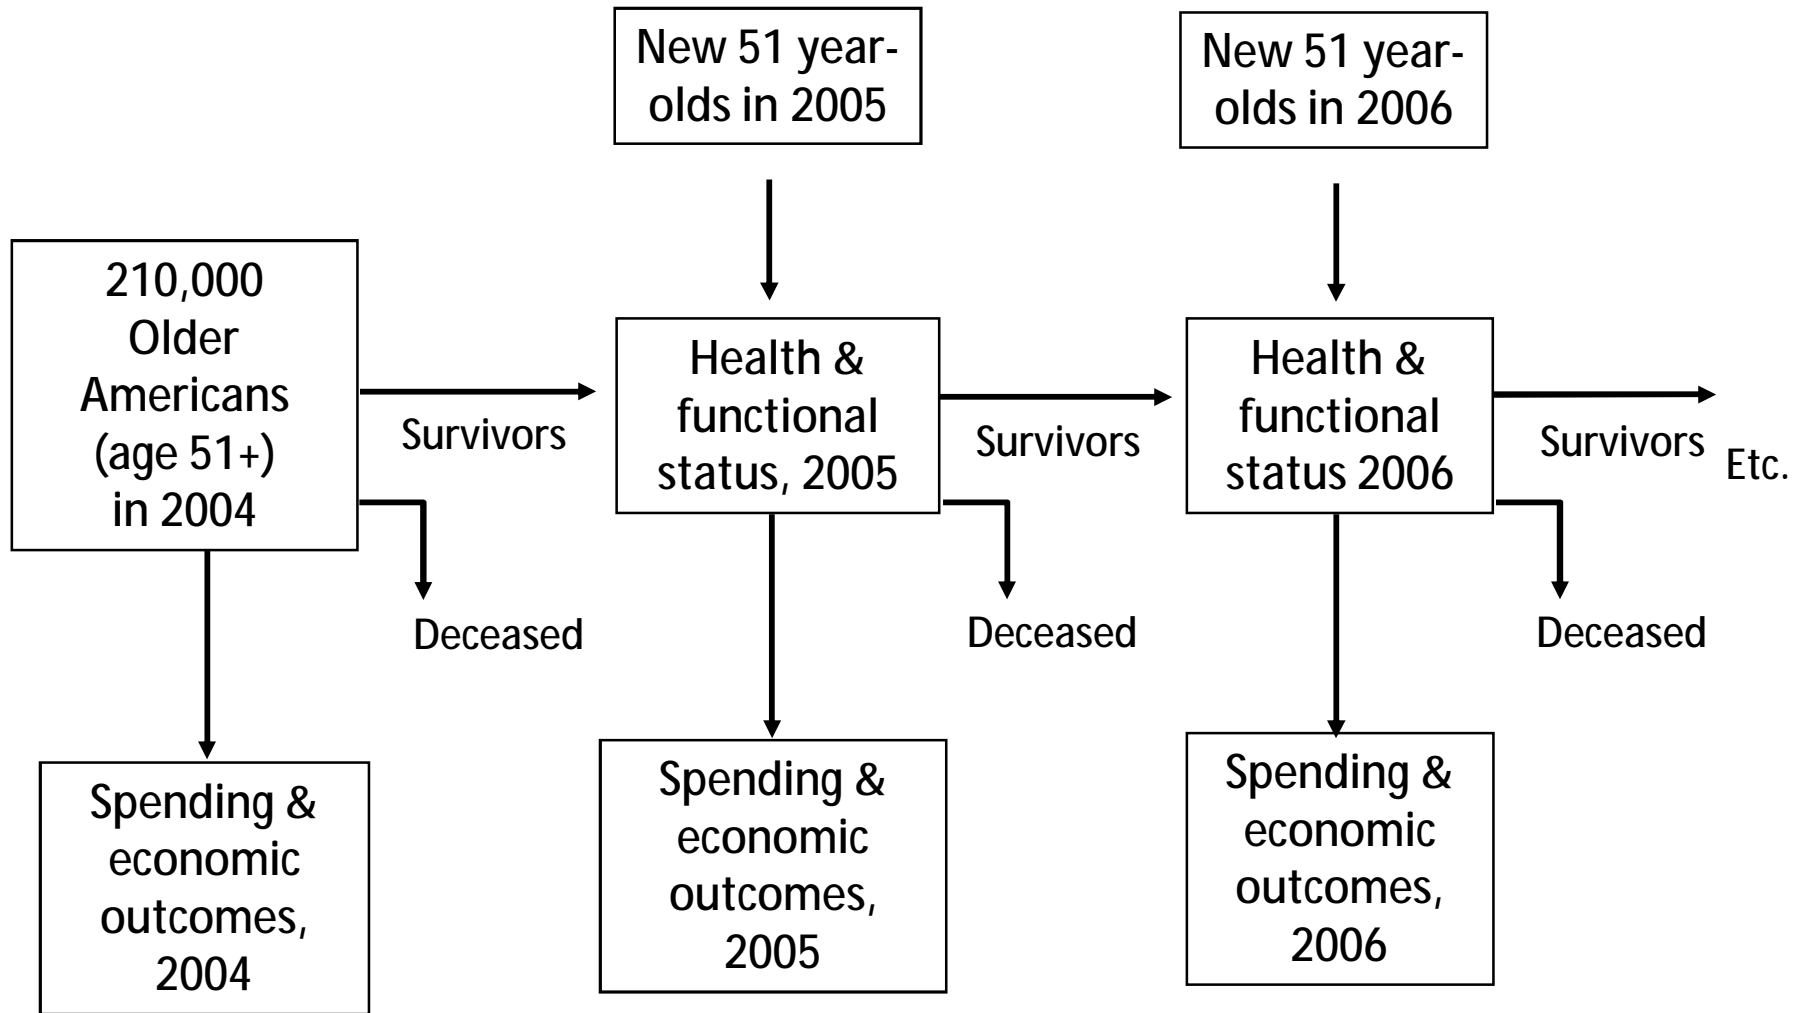 New 51 year-
olds in 2005
New 51 year-
olds in 2006
210,000
Older
Americans
(age 51+)
in 2004
Survivors
Deceased
Health &
functional
status, 2005
Survivors
Deceased
Health &
functional
status 2006
Survivors
Etc.
Deceased
Spending &
economic
outcomes,
2004
Spending &
economic
outcomes,
2005
Spending &
economic
outcomes,
2006